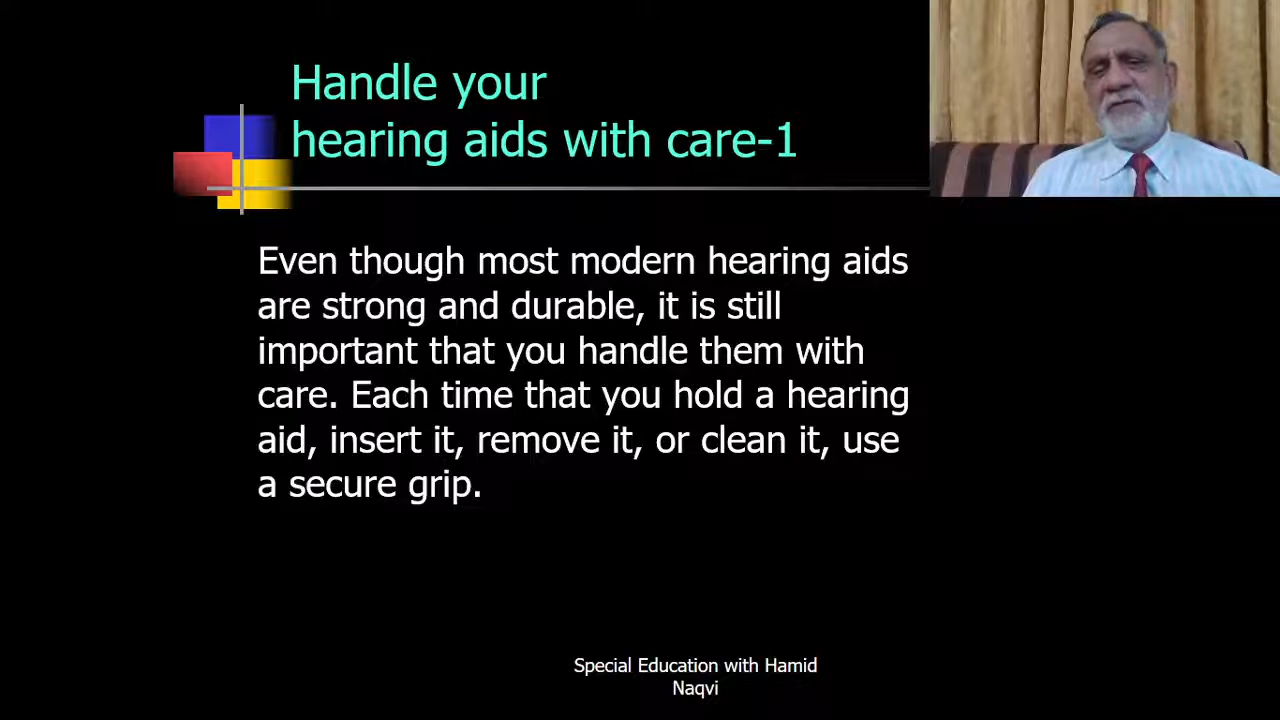 Handle your
hearing aids with care-1
Even though most modern hearing aids
are strong and durable, it is still
important that you handle them with
care. Each time that you hold a hearing
aid, insert it, remove it, or clean it, use
a secure grip.
Special Education with Hamid
Naqvi